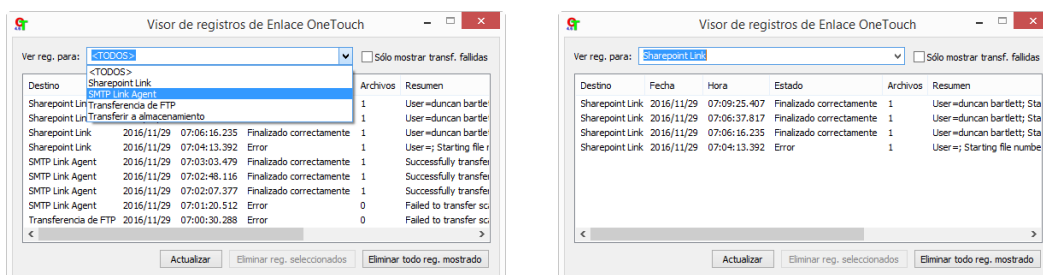 Visor de registros de Enlace OneTouch
Ver reg. para: <TODOS> Sólo mostrar transf. fallidas
<TODOS>
Sharepoint Link
SMTP Link Agent
Transferencia de FTP
Transferir a almacenamiento
Destino Archivos Resumen
Sharepoint Lin 1 User=duncan bartle
Sharepoint Lin 1 User=duncan bartle
Sharepoint Link 2016/11/29 07:06:16.235 Finalizado correctamente 1 User=duncan bartle
Sharepoint Link 2016/11/29 07:04:13.392 Error 1 User=; Starting file r
SMTP Link Agent 2016/11/29 07:03:03.479 Finalizado correctamente 1 Successfully transfe
SMTP Link Agent 2016/11/29 07:02:48.116 Finalizado correctamente 1 Successfully transfe
SMTP Link Agent 2016/11/29 07:02:07.377 Finalizado correctamente 1 Successfully transfe
SMTP Link Agent 2016/11/29 07:01:20.512 Error 0 Failed to transfer sc
Transferencia de FTP 2016/11/29 07:00:30.288 Error 0 Failed to transfer sc
Actualizar Eliminar reg. seleccionados Eliminar todo reg. mostrado
Visor de registros de Enlace OneTouch
Ver reg. para: Sharepoint Link Sólo mostrar transf. fallidas
Destino Fecha Hora Estado Archivos Resumen
Sharepoint Link 2016/11/29 07:09:25.407 Finalizado correctamente 1 User=duncan bartlett; Sta
Sharepoint Link 2016/11/29 07:06:37.817 Finalizado correctamente 1 User=duncan bartlett; Sta
Sharepoint Link 2016/11/29 07:06:16.235 Finalizado correctamente 1 User=duncan bartlett; Sta
Sharepoint Link 2016/11/29 07:04:13.392 Error 1 User=; Starting file numbe
Actualizar Eliminar reg. seleccionados Eliminar todo reg. mostrado